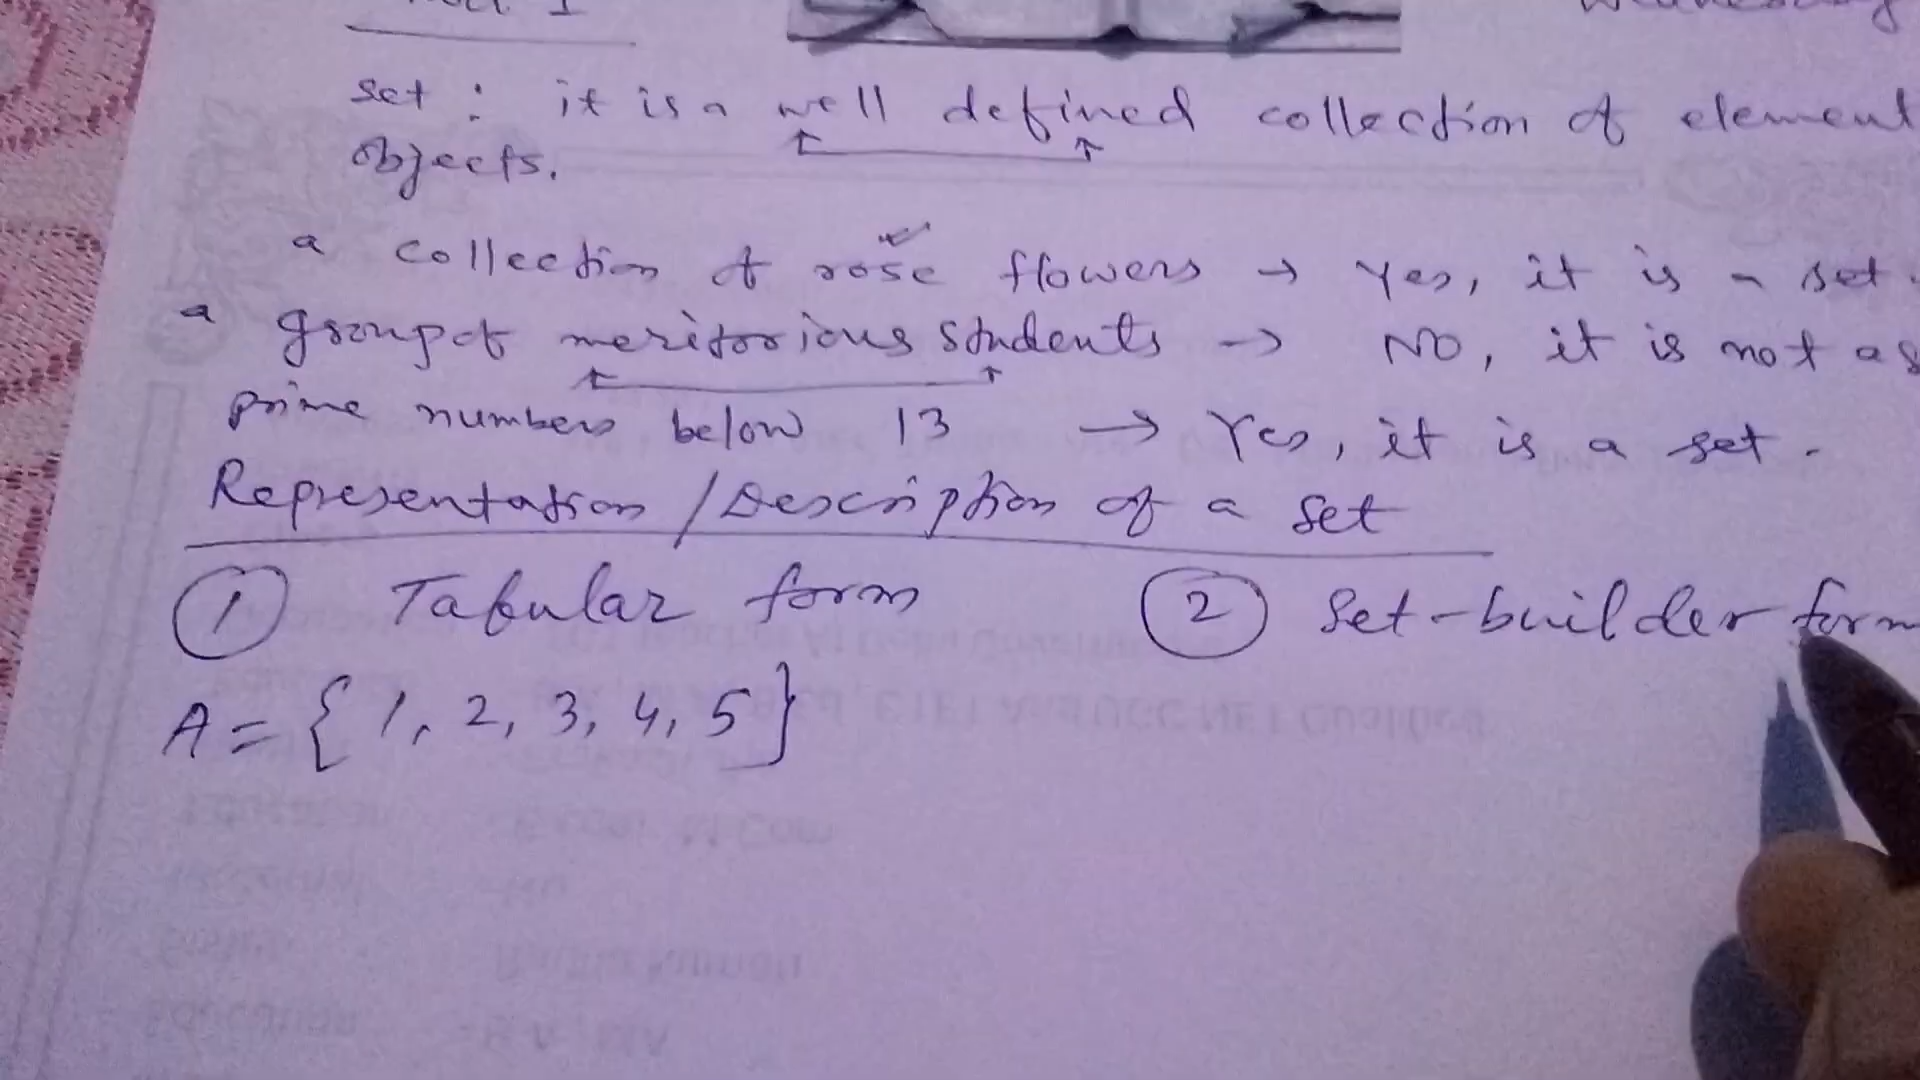 set : it is a well defined collection of element
objects.
a collection of rose flowers → Yes, it is a set.
a group of meritorious students → NO, it is not a s
prime numbers below 13 → Yes, it is a set.
Representation / Description of a set
① Tabular form ② Set-builder form
A = { 1, 2, 3, 4, 5 }